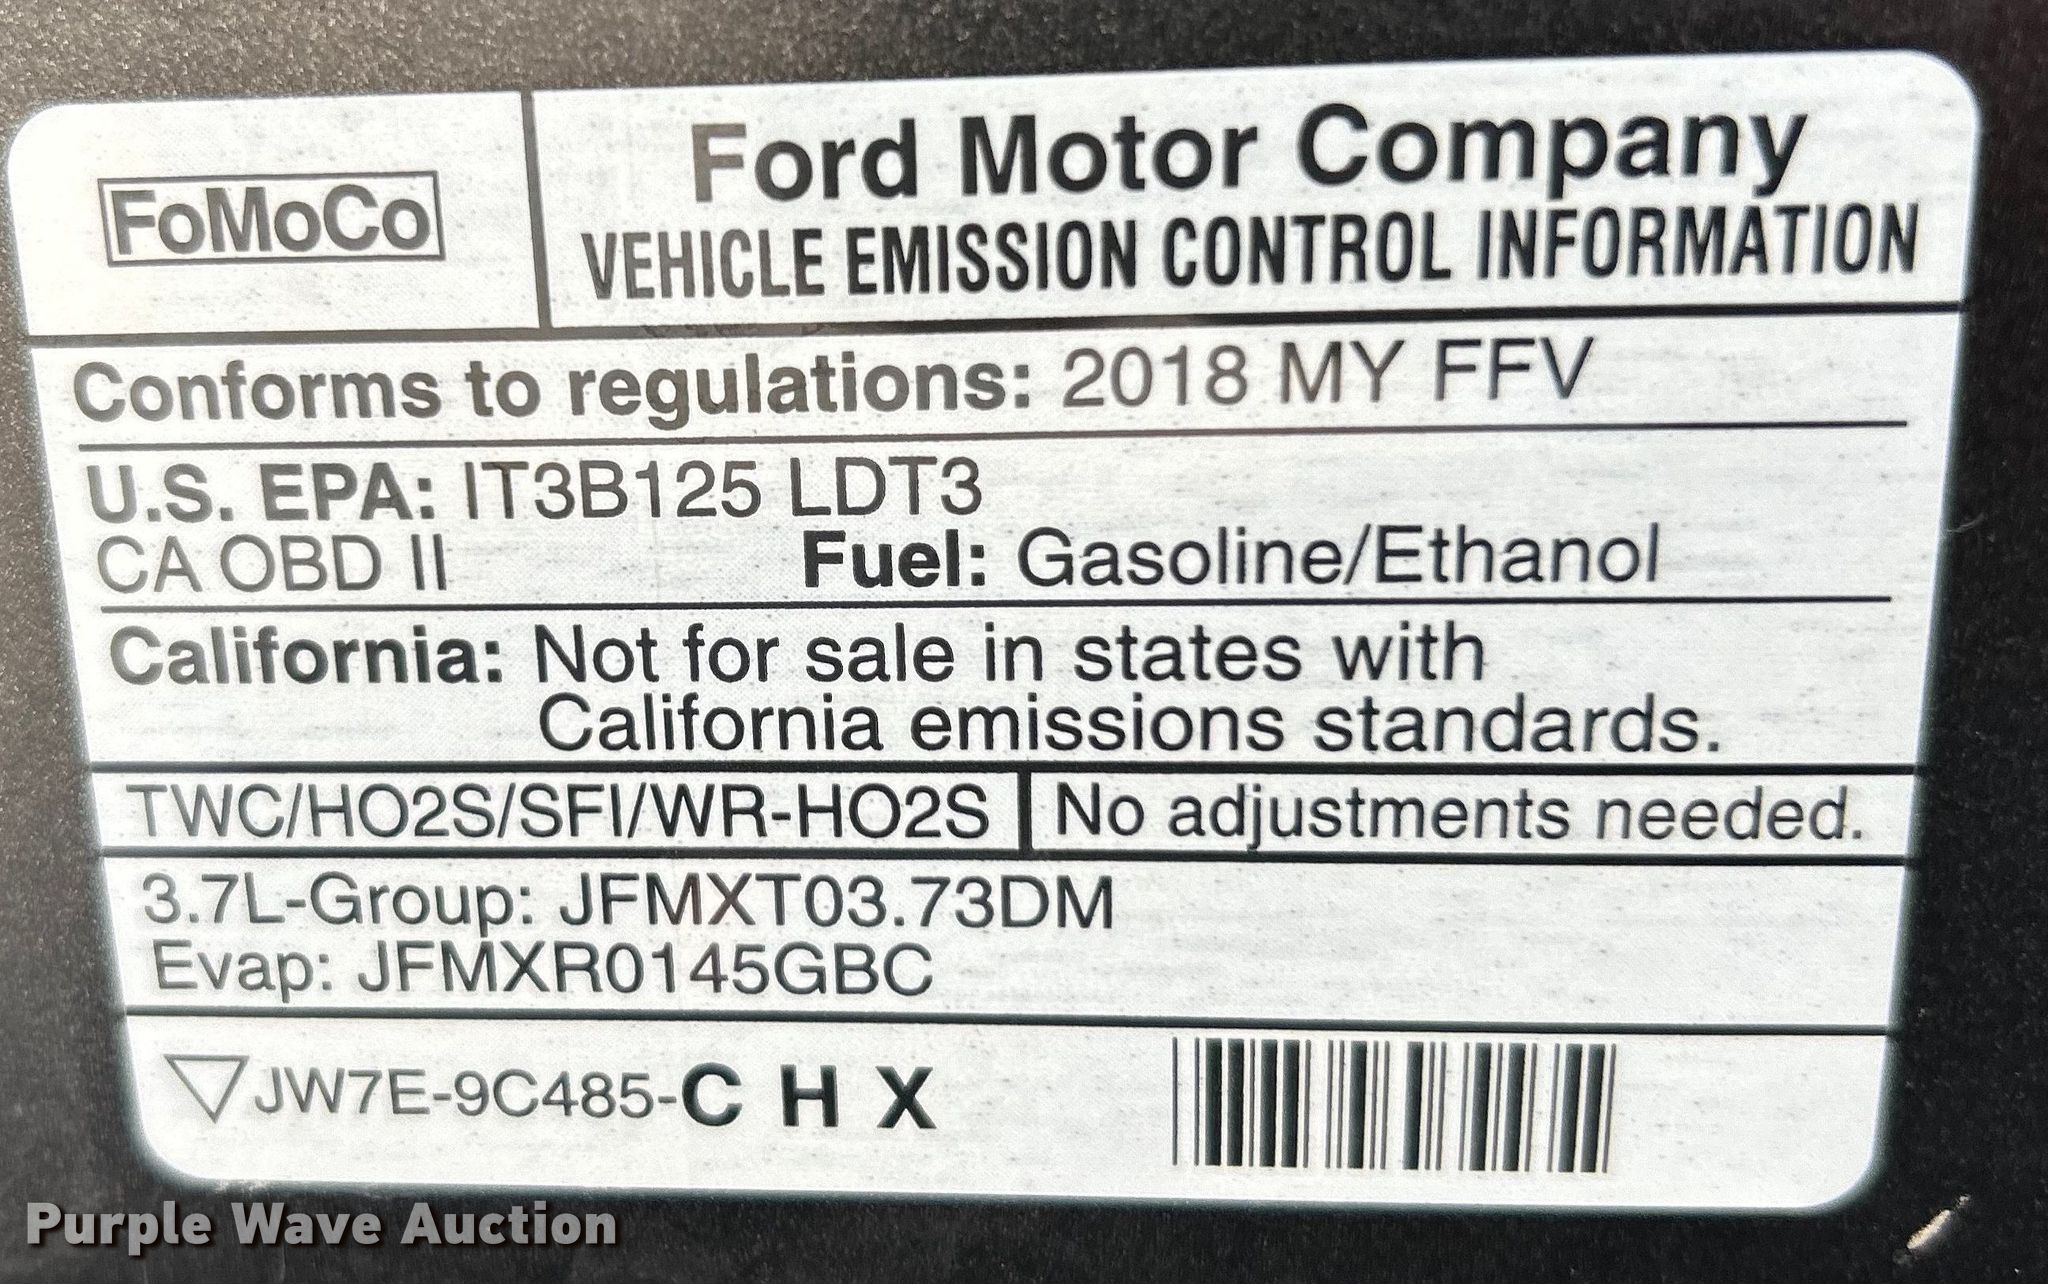 FoMoCo
Ford Motor Company
VEHICLE EMISSION CONTROL INFORMATION
Conforms to regulations: 2018 MY FFV
U.S. EPA: IT3B125 LDT3
CA OBD II Fuel: Gasoline/Ethanol
California: Not for sale in states with
California emissions standards.
TWC/HO2S/SFI/WR-HO2S No adjustments needed.
3.7L-Group: JFMXT03.73DM
Evap: JFMXR0145GBC
JW7E-9C485-C H X
Purple Wave Auction